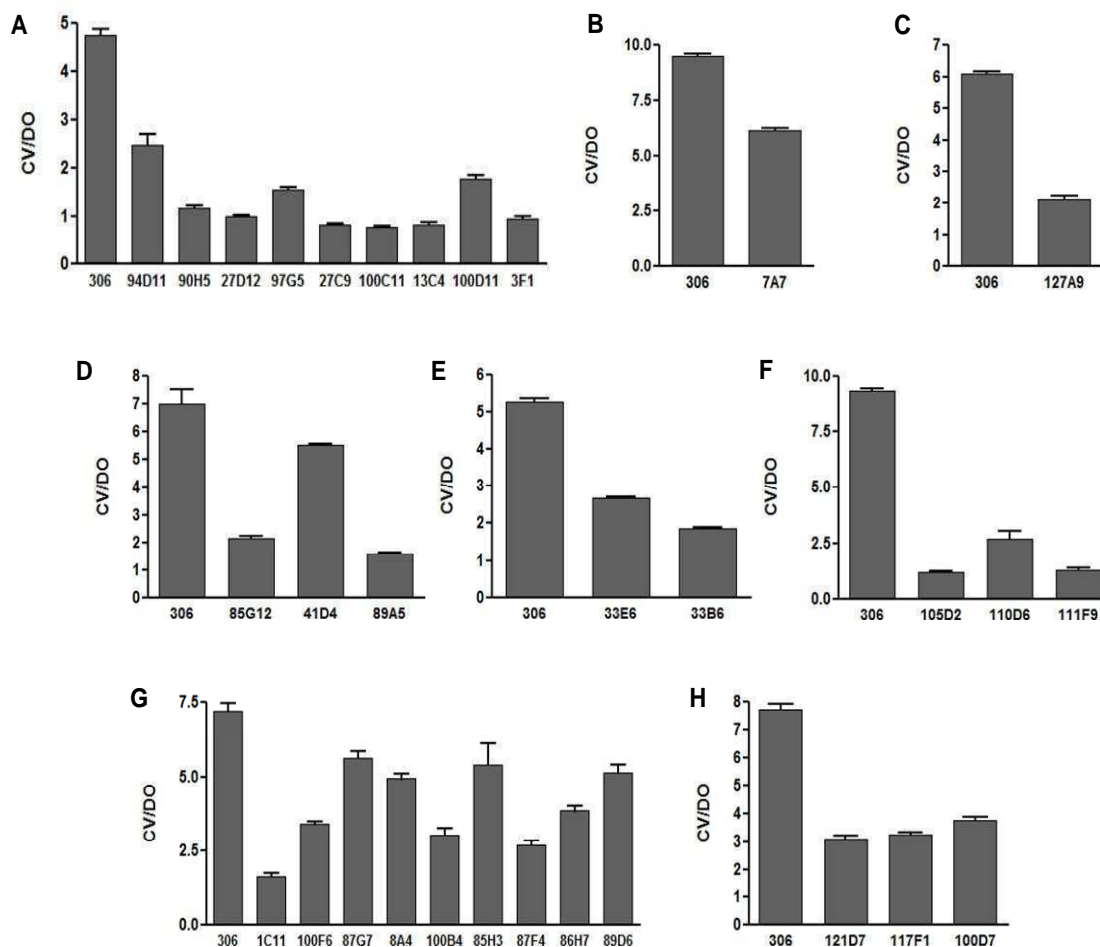 A
CV/DO
5
4
3
2
1
0
306 94D11 90H5 27D12 97G5 27C9 100C11 13C4 100D11 3F1
B
CV/DO
10.0
7.5
5.0
2.5
0.0
306 7A7
C
CV/DO
7
6
5
4
3
2
1
0
306 127A9
D
CV/DO
8
7
6
5
4
3
2
1
0
306 85G12 41D4 89A5
E
CV/DO
6
5
4
3
2
1
0
306 33E6 33B6
F
CV/DO
10.0
7.5
5.0
2.5
0.0
306 105D2 110D6 111F9
G
CV/DO
7.5
5.0
2.5
0.0
306 1C11 100F6 87G7 8A4 100B4 85H3 87F4 86H7 89D6
H
CV/DO
8
7
6
5
4
3
2
1
0
306 121D7 117F1 100D7